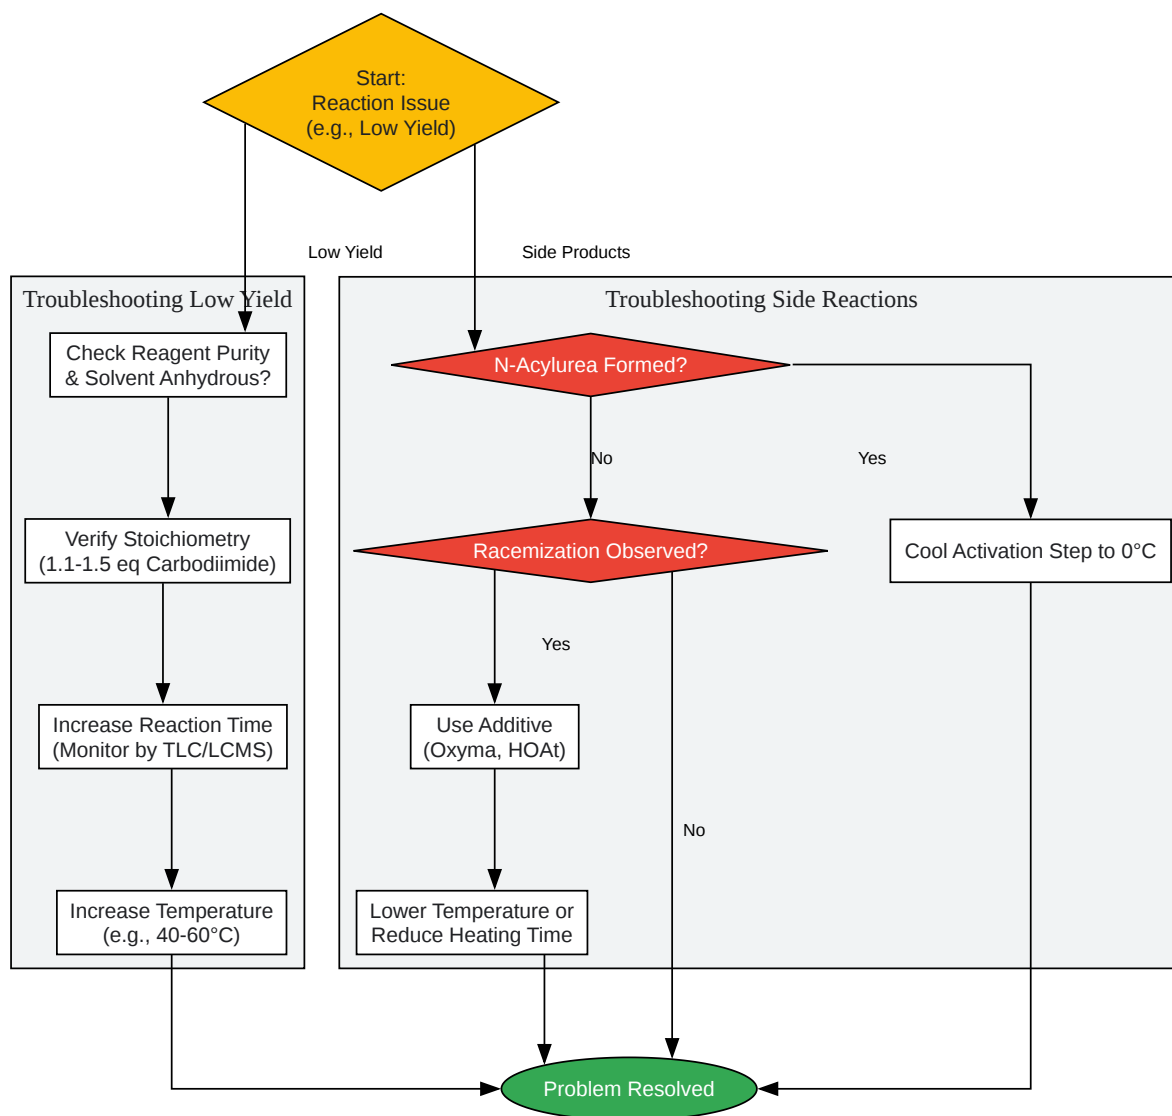 Start:
Reaction Issue
(e.g., Low Yield)
Low Yield
Side Products
Troubleshooting Low Yield
Check Reagent Purity
& Solvent Anhydrous?
Verify Stoichiometry
(1.1-1.5 eq Carbodiimide)
Increase Reaction Time
(Monitor by TLC/LCMS)
Increase Temperature
(e.g., 40-60°C)
Troubleshooting Side Reactions
N-Acylurea Formed?
No
Yes
Racemization Observed?
Cool Activation Step to 0°C
Yes
Use Additive
(Oxyma, HOAt)
No
Lower Temperature or
Reduce Heating Time
Problem Resolved